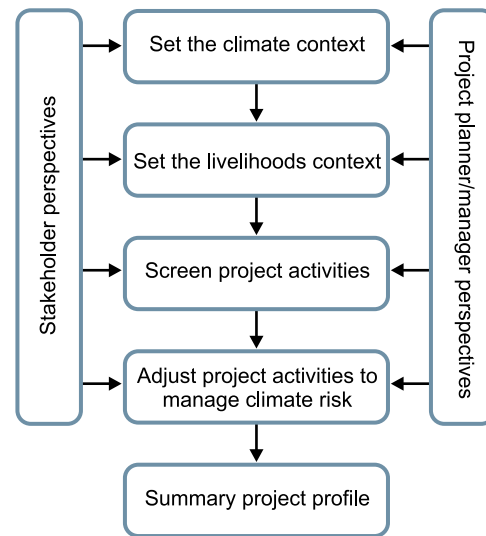 Set the climate context
Set the livelihoods context
Screen project activities
Adjust project activities to
manage climate risk
Summary project profile
Stakeholder perspectives
Project planner/manager perspectives